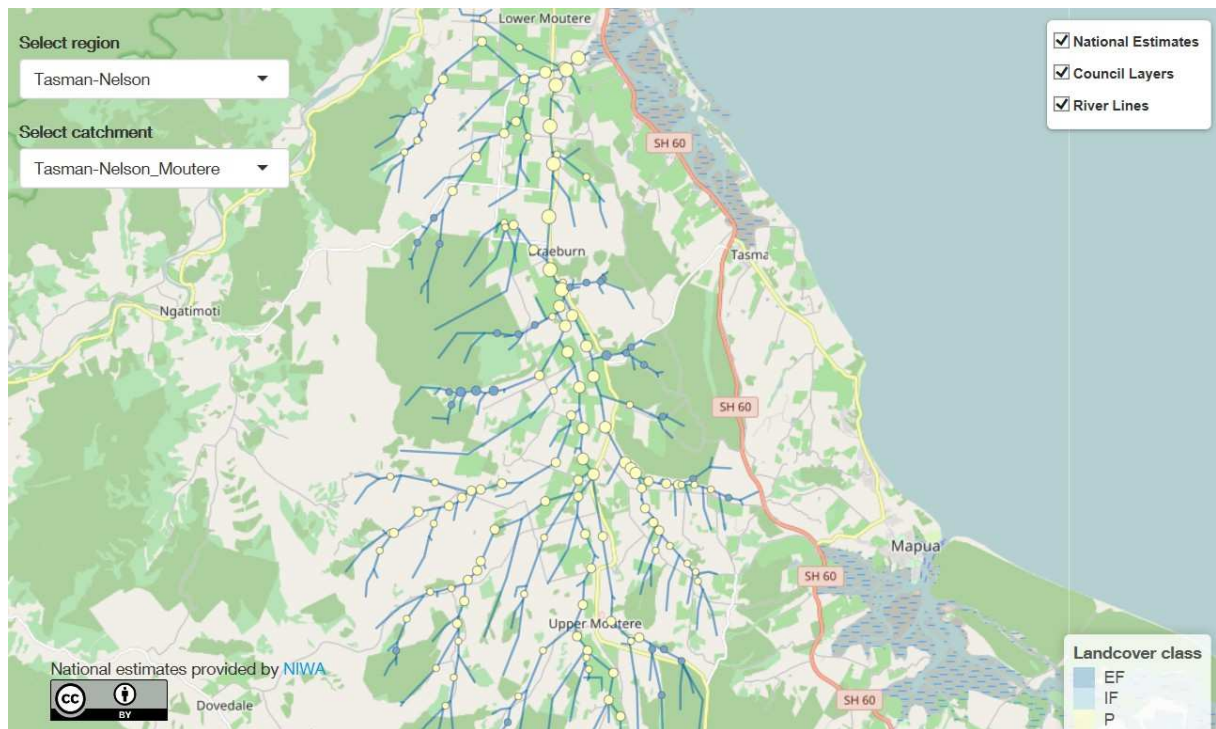 Select region
Tasman-Nelson
Select catchment
Tasman-Nelson_Moutere
National Estimates
Council Layers
River Lines
Lower Moutere
SH 60
Braeburn
Tasma
Ngatimoti
SH 60
Mapua
SH 60
Upper Moutere
SH 60
Dovedale
National estimates provided by NIWA
cc
BY
Landcover class
EF
IF
P